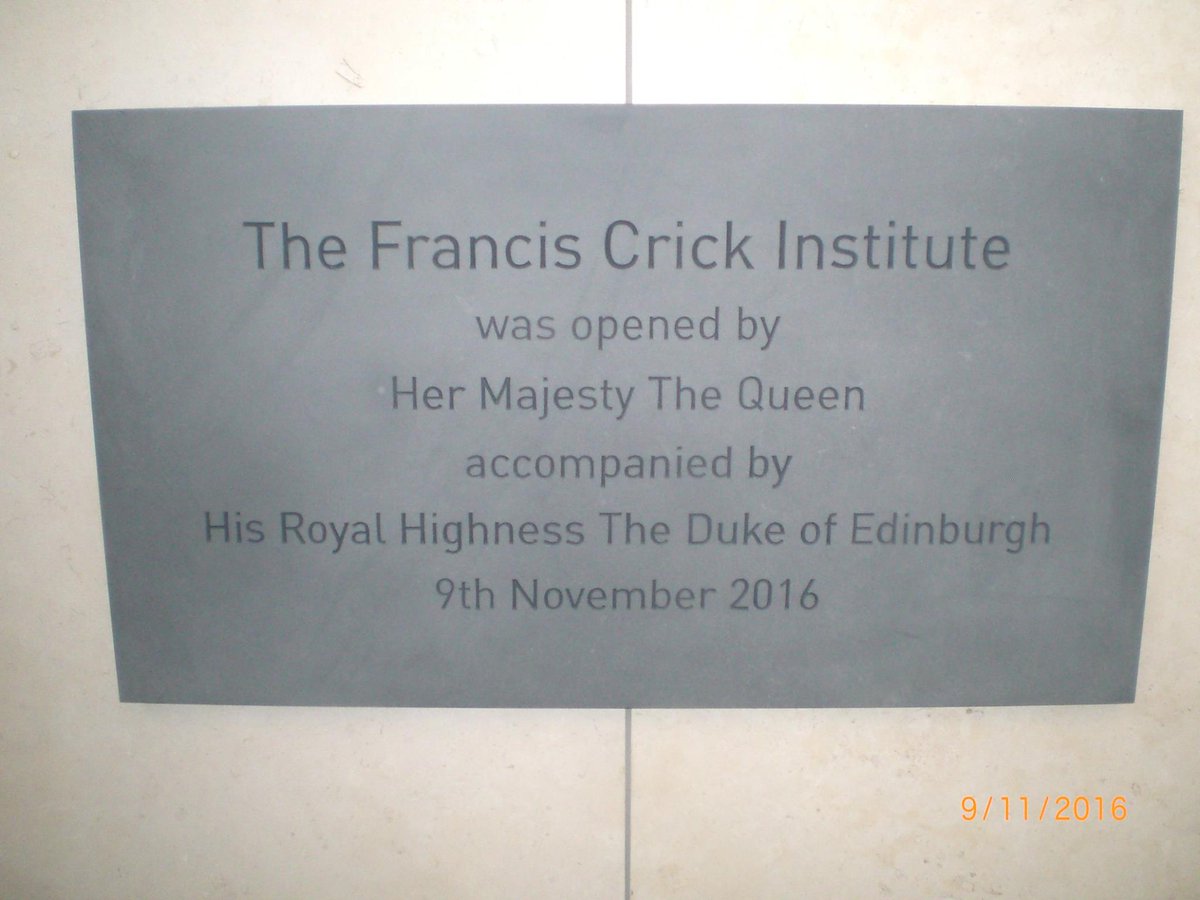 The Francis Crick Institute
was opened by
Her Majesty The Queen
accompanied by
His Royal Highness The Duke of Edinburgh
9th November 2016
9/11/2016